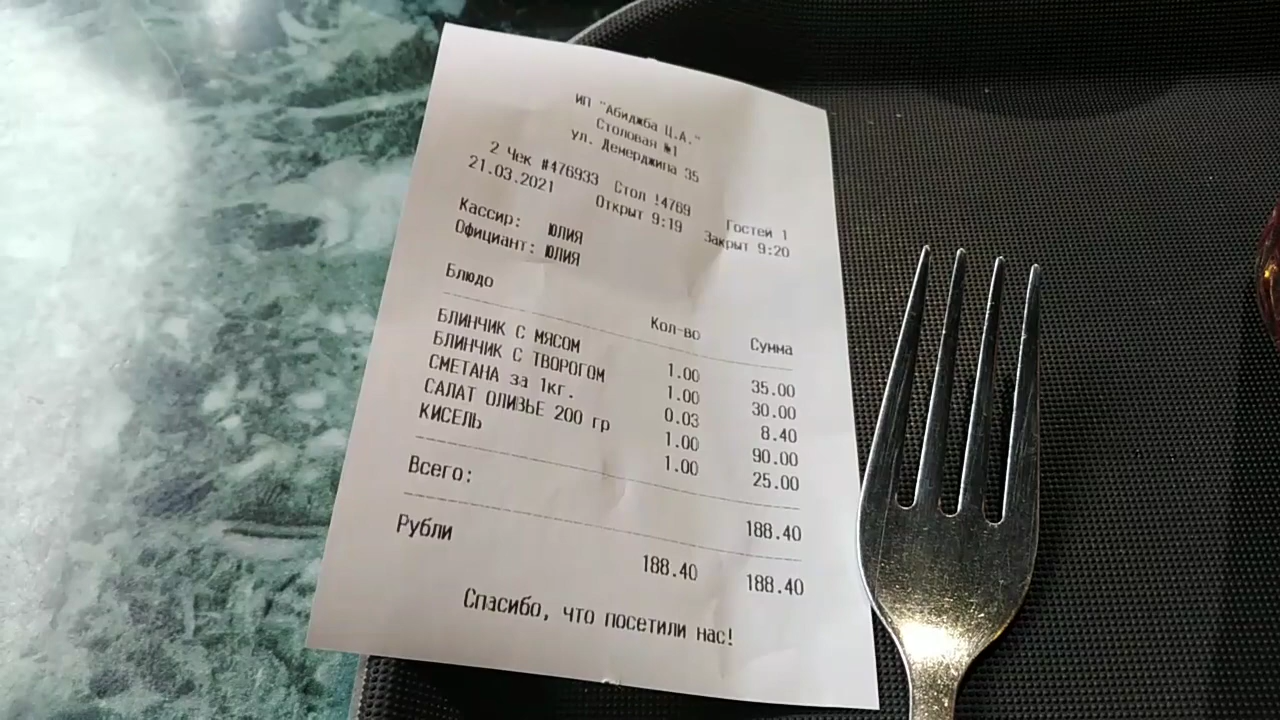 ИП "Абиджба Ц.А."
Столовая №1
ул. Демерджипа 35
2 Чек #476933 Стол !4769 Гостей 1
21.03.2021 Открыт 9:19 Закрыт 9:20
Кассир: ЮЛИЯ
Официант: ЮЛИЯ
Блюдо Кол-во Сумма
БЛИНЧИК С МЯСОМ 1.00 35.00
БЛИНЧИК С ТВОРОГОМ 1.00 30.00
СМЕТАНА за 1кг. 0.03 8.40
САЛАТ ОЛИВЬЕ 200 гр 1.00 90.00
КИСЕЛЬ 1.00 25.00
Всего: 188.40
Рубли 188.40 188.40
Спасибо, что посетили нас!